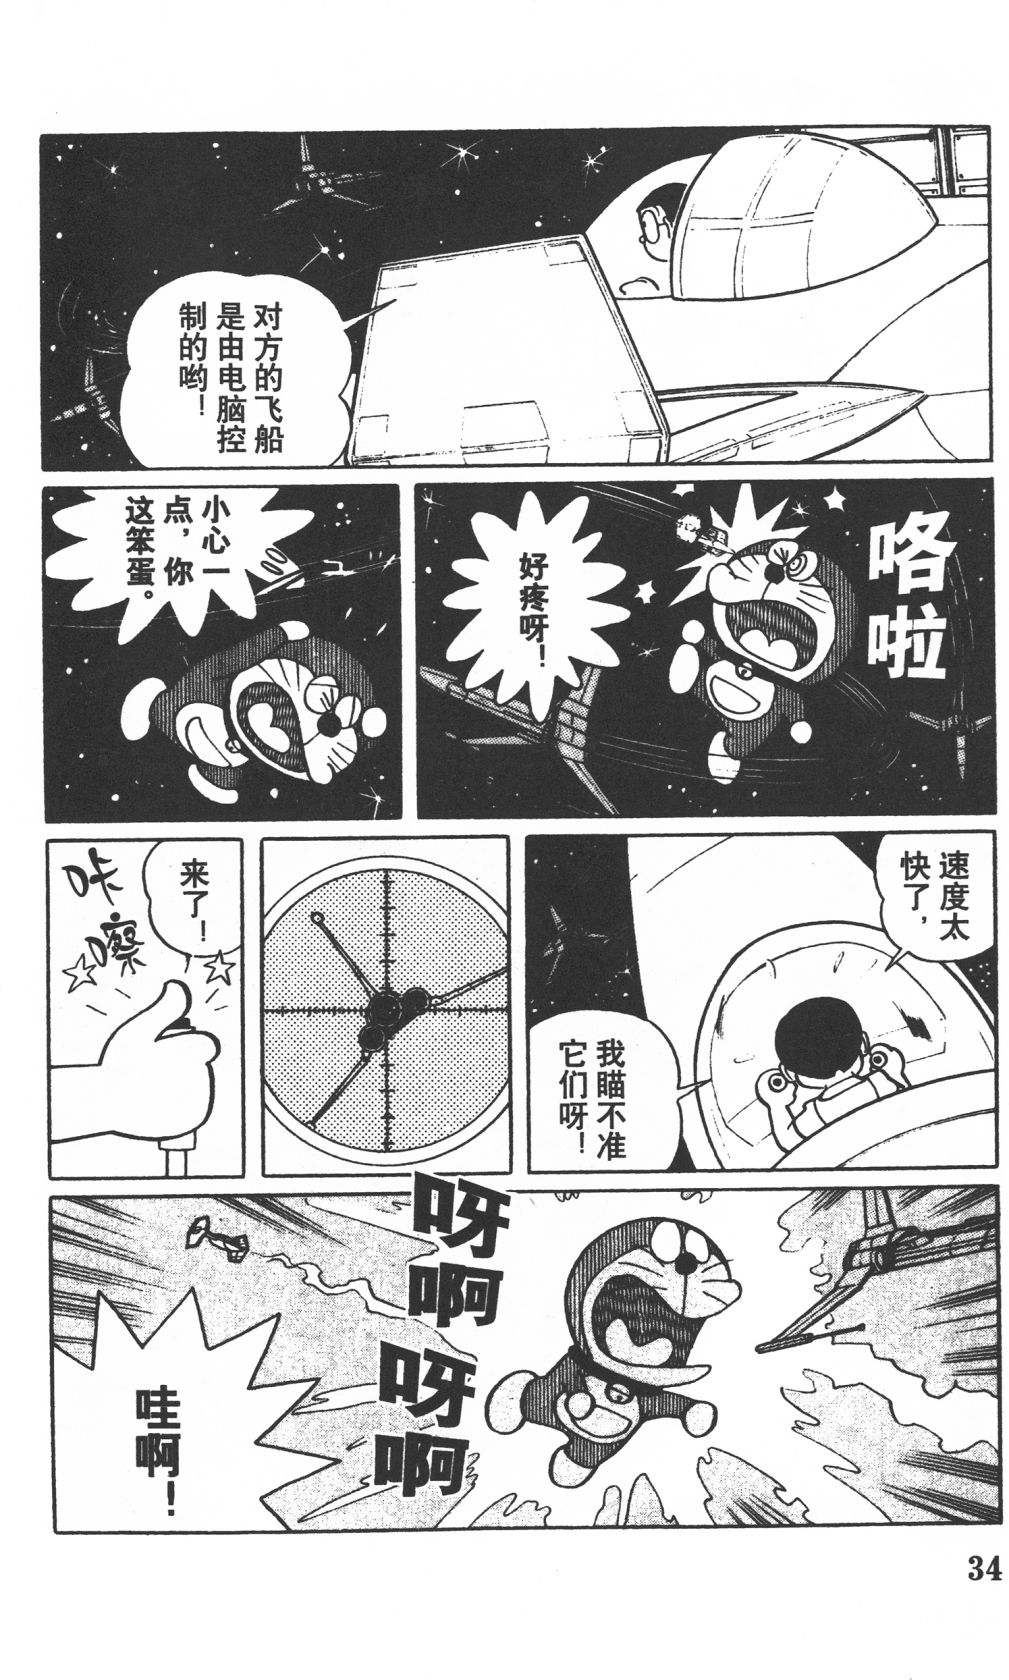 对方的飞船
是由电脑控
制的哟！
咯啦
好疼呀！
小心一
点，你
这笨蛋。
速度太
快了，
我瞄不准
它们呀！
来了！
咔
嚓
呀啊
呀啊
哇啊！
34